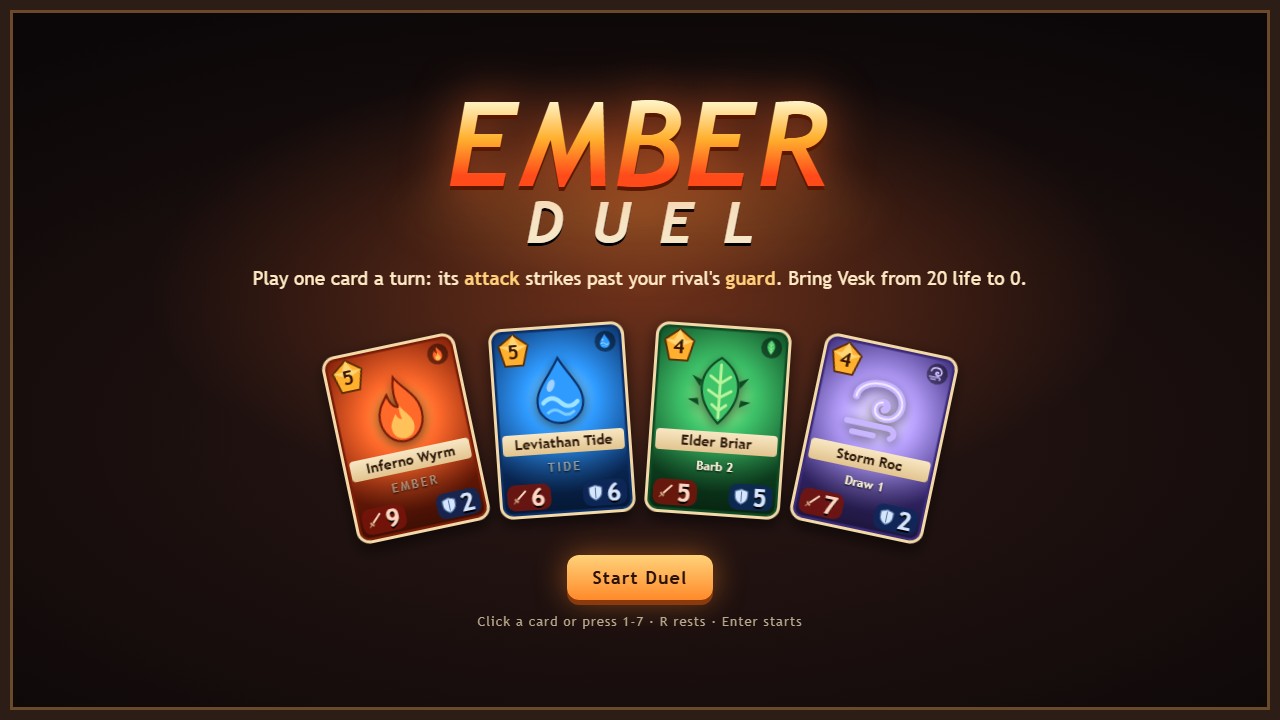 EMBER
DUEL
Play one card a turn: its attack strikes past your rival's guard. Bring Vesk from 20 life to 0.
5
Inferno Wyrm
EMBER
9
2
5
Leviathan Tide
TIDE
6
6
4
Elder Briar
Barb 2
5
5
4
Storm Roc
Draw 1
7
2
Start Duel
Click a card or press 1-7 · R rests · Enter starts